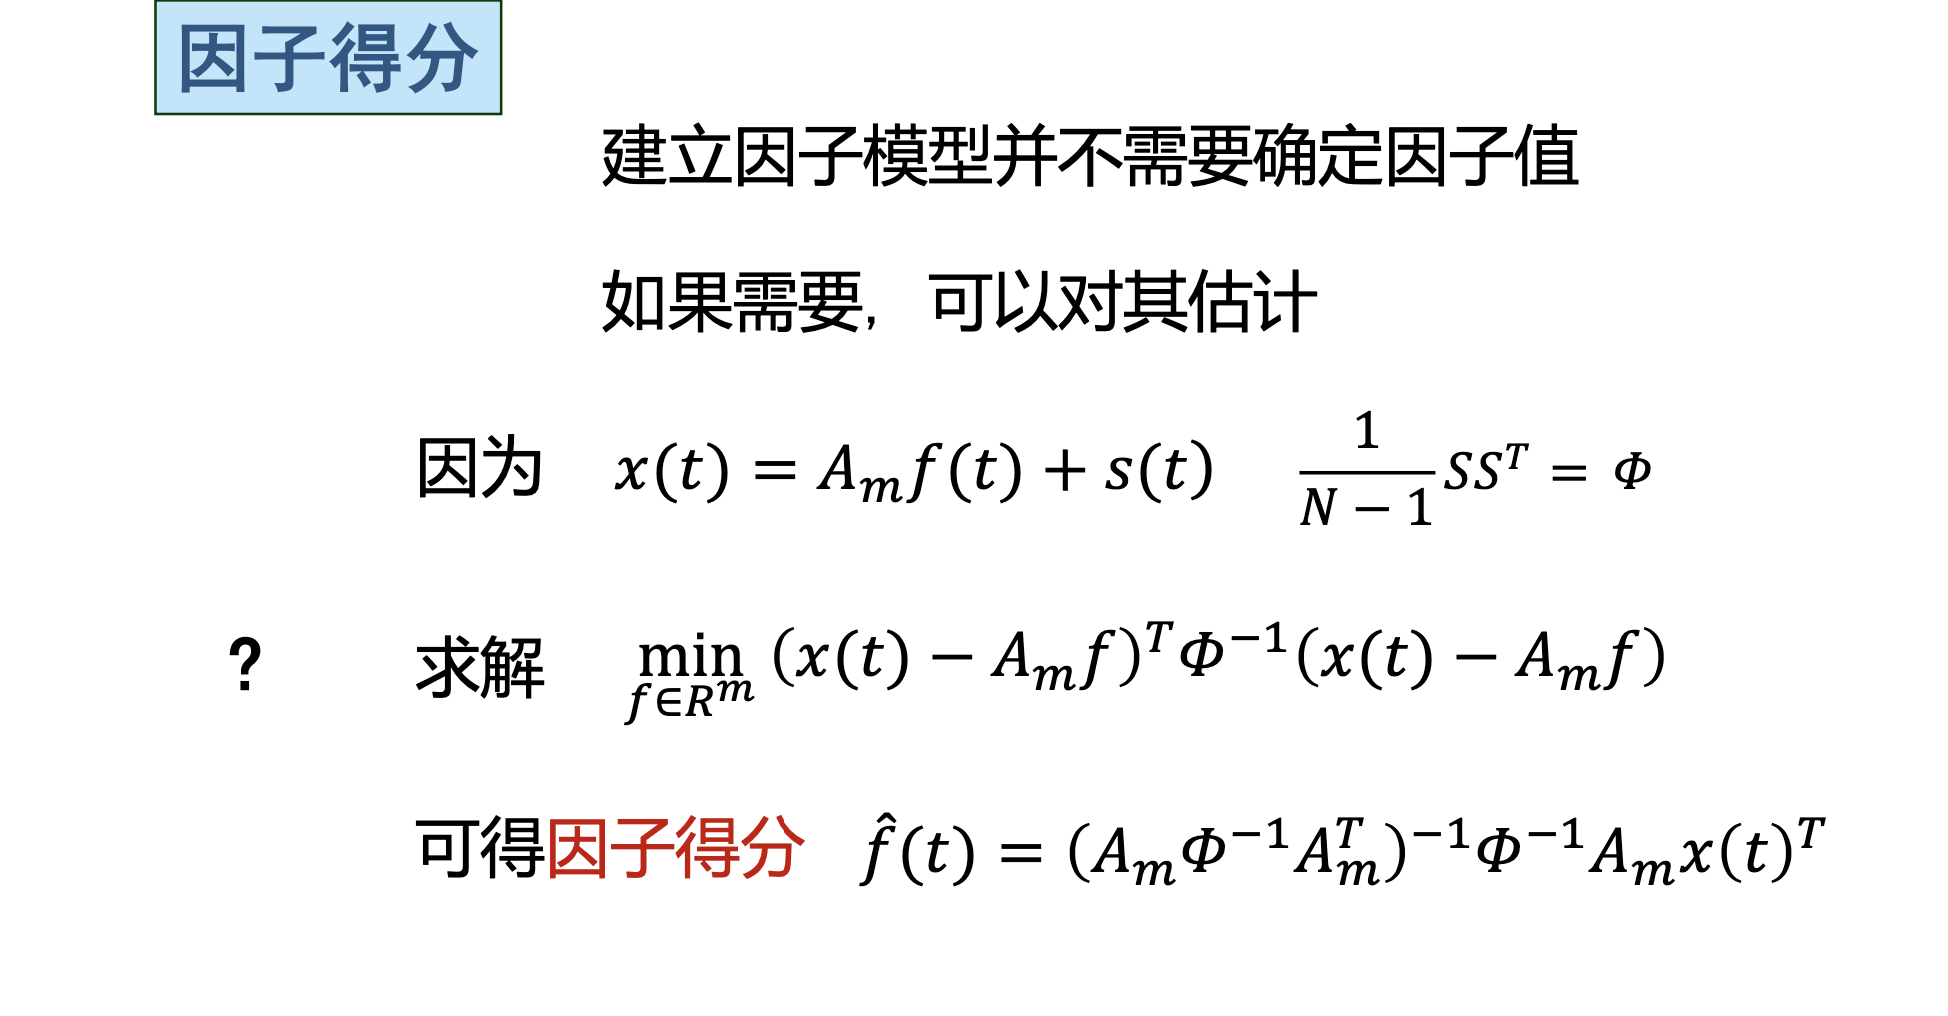 因子得分
建立因子模型并不需要确定因子值
如果需要，可以对其估计
因为 $x(t) = A_m f(t) + s(t)$ $\frac{1}{N-1} SS^T = \Phi$
? 求解 $\min_{f \in R^m} (x(t) - A_m f)^T \Phi^{-1} (x(t) - A_m f)$
可得因子得分 $\hat{f}(t) = (A_m \Phi^{-1} A_m^T)^{-1} \Phi^{-1} A_m x(t)^T$